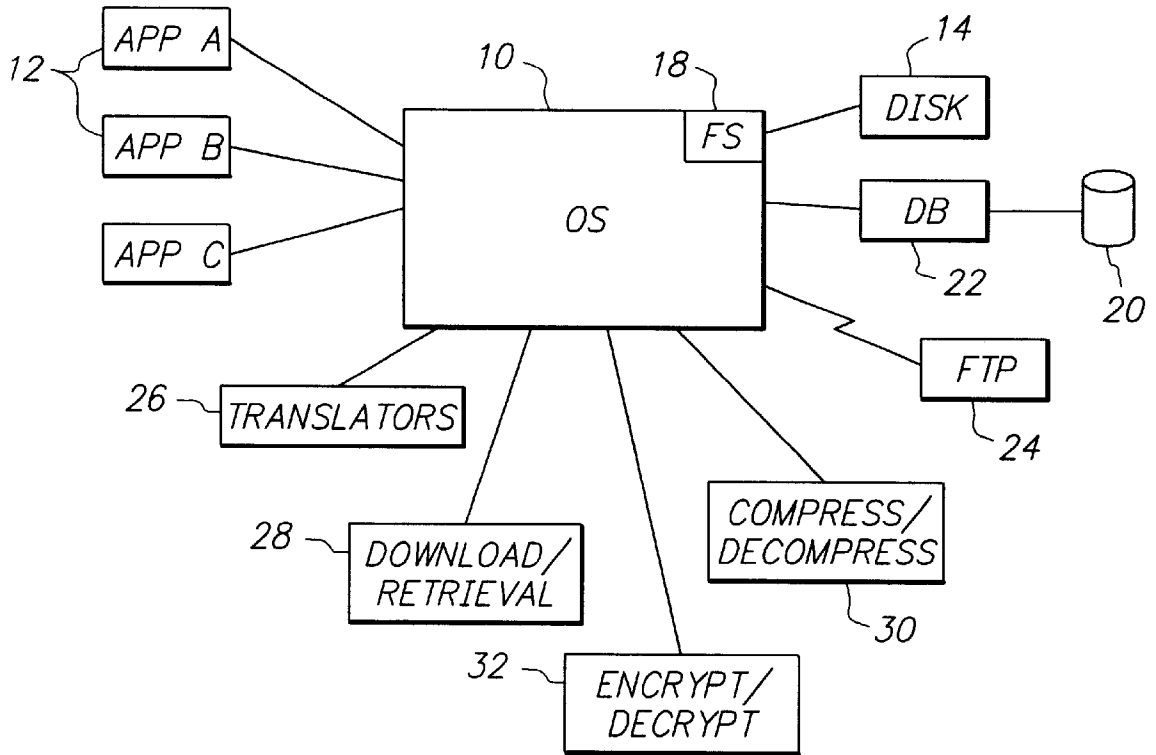 APP A
12
APP B
APP C
10
18
FS
OS
14
DISK
DB
22
20
FTP
24
26
TRANSLATORS
28
DOWNLOAD/
RETRIEVAL
32
ENCRYPT/
DECRYPT
COMPRESS/
DECOMPRESS
30